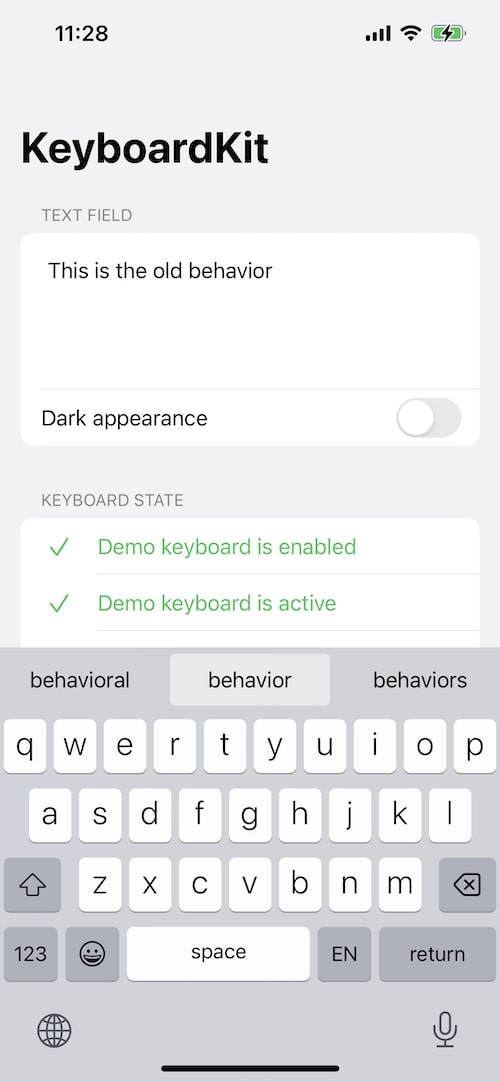 11:28
KeyboardKit
TEXT FIELD
This is the old behavior
Dark appearance
KEYBOARD STATE
Demo keyboard is enabled
Demo keyboard is active
behavioral behavior behaviors
q w e r t y u i o p
a s d f g h j k l
z x c v b n m
123 space EN return